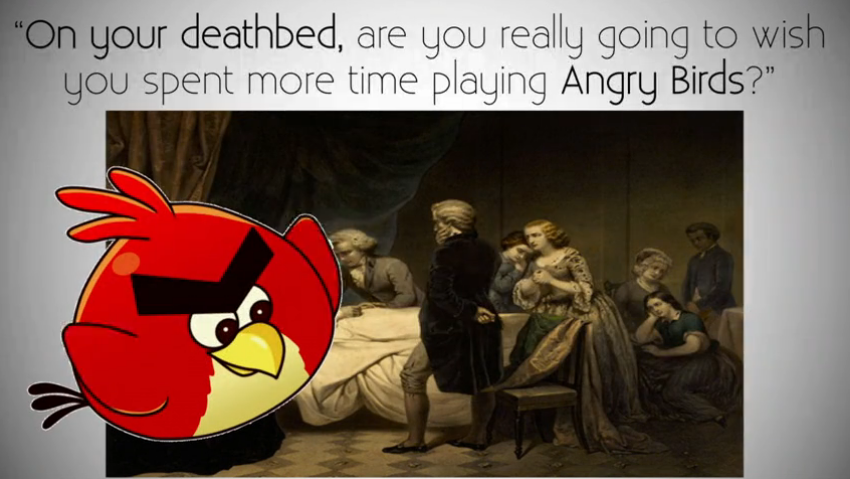 “On your deathbed, are you really going to wish
you spent more time playing Angry Birds?”